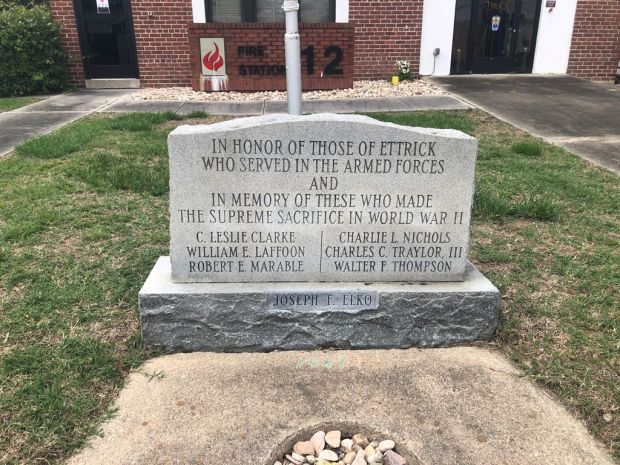 TRUCK
FIRE
STATION 12
IN HONOR OF THOSE OF ETTRICK
WHO SERVED IN THE ARMED FORCES
AND
IN MEMORY OF THESE WHO MADE
THE SUPREME SACRIFICE IN WORLD WAR II
C. LESLIE CLARKE
WILLIAM E. LAFFOON
ROBERT E. MARABLE
CHARLIE L. NICHOLS
CHARLES C. TRAYLOR, III
WALTER F. THOMPSON
JOSEPH F. ELKO